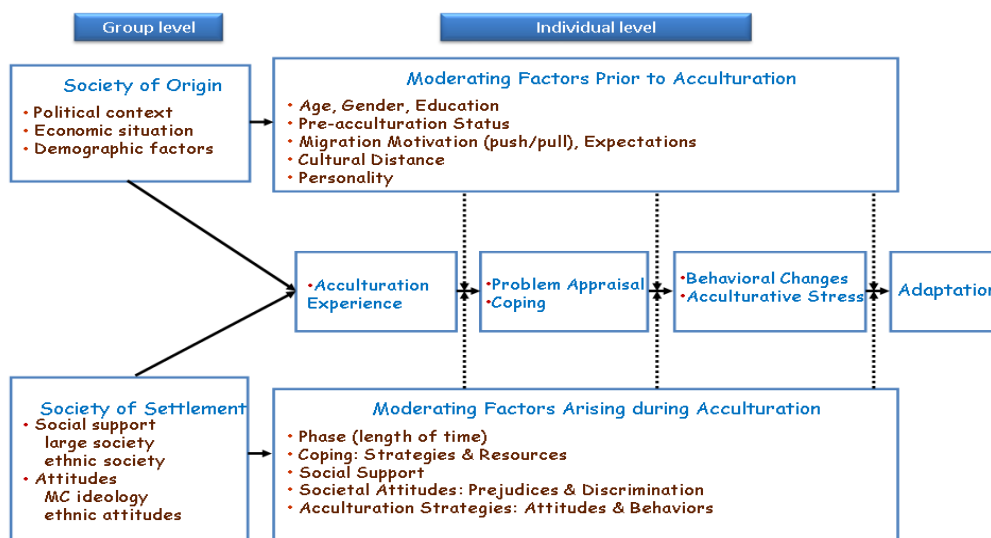 Group level
Individual level
Society of Origin
• Political context
• Economic situation
• Demographic factors
Moderating Factors Prior to Acculturation
• Age, Gender, Education
• Pre-acculturation Status
• Migration Motivation (push/pull), Expectations
• Cultural Distance
• Personality
• Acculturation
Experience
• Problem Appraisal
• Coping
• Behavioral Changes
• Acculturative Stress
Adaptation
Society of Settlement
• Social support
large society
ethnic society
• Attitudes
MC ideology
ethnic attitudes
Moderating Factors Arising during Acculturation
• Phase (length of time)
• Coping: Strategies & Resources
• Social Support
• Societal Attitudes: Prejudices & Discrimination
• Acculturation Strategies: Attitudes & Behaviors